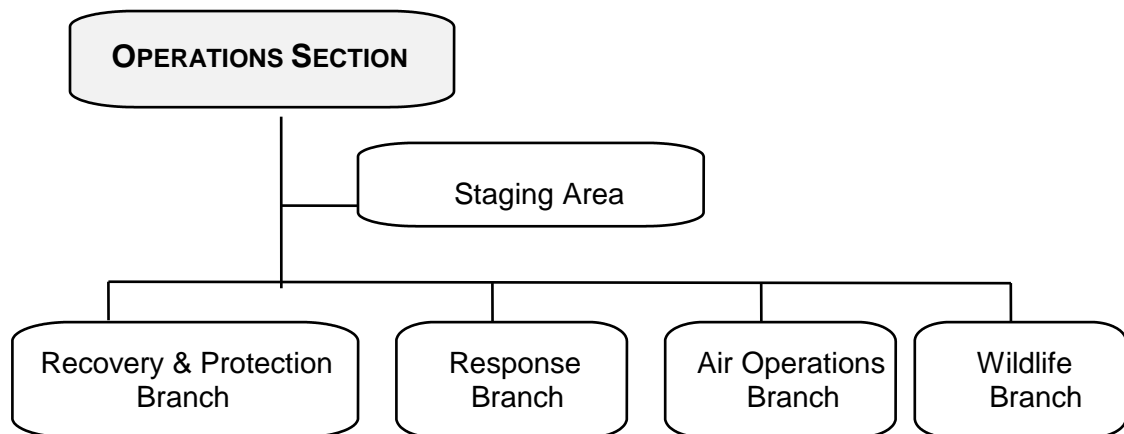 OPERATIONS SECTION
Staging Area
Recovery & Protection
Branch
Response
Branch
Air Operations
Branch
Wildlife
Branch